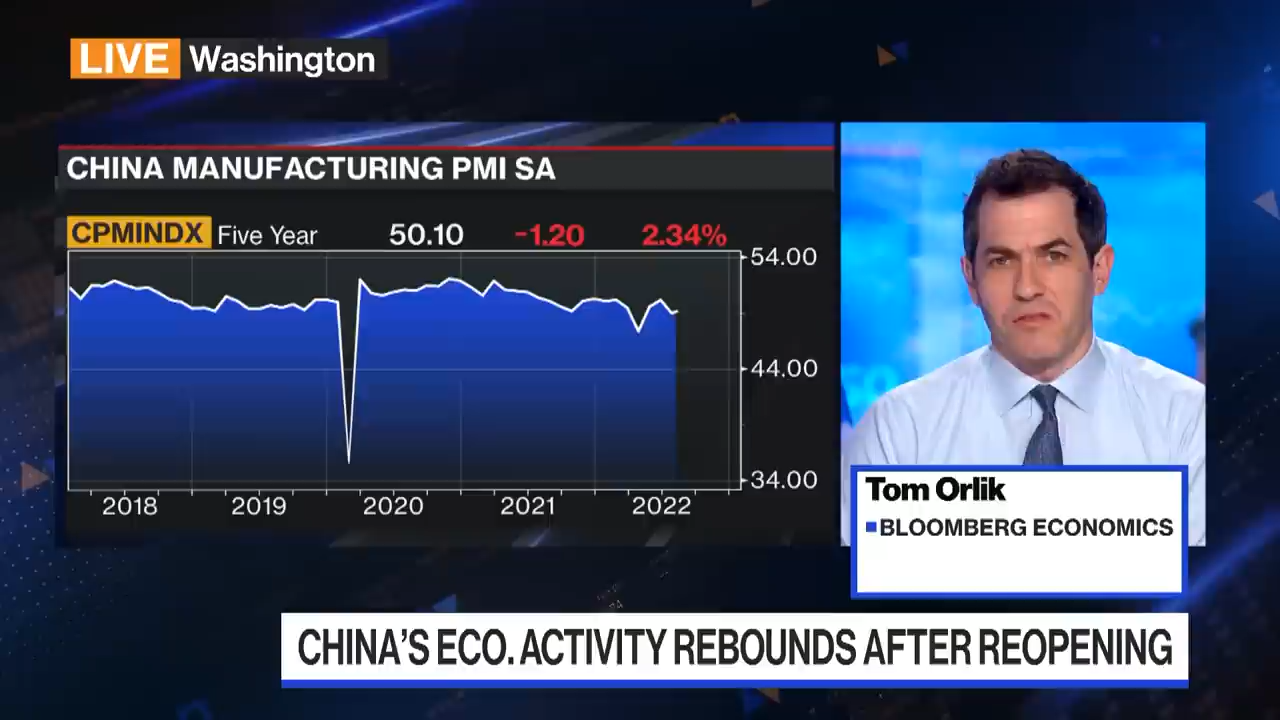 LIVE Washington
CHINA MANUFACTURING PMI SA
CPMINDX Five Year 50.10 -1.20 2.34%
54.00
44.00
34.00
2018 2019 2020 2021 2022
Tom Orlik
BLOOMBERG ECONOMICS
CHINA'S ECO. ACTIVITY REBOUNDS AFTER REOPENING